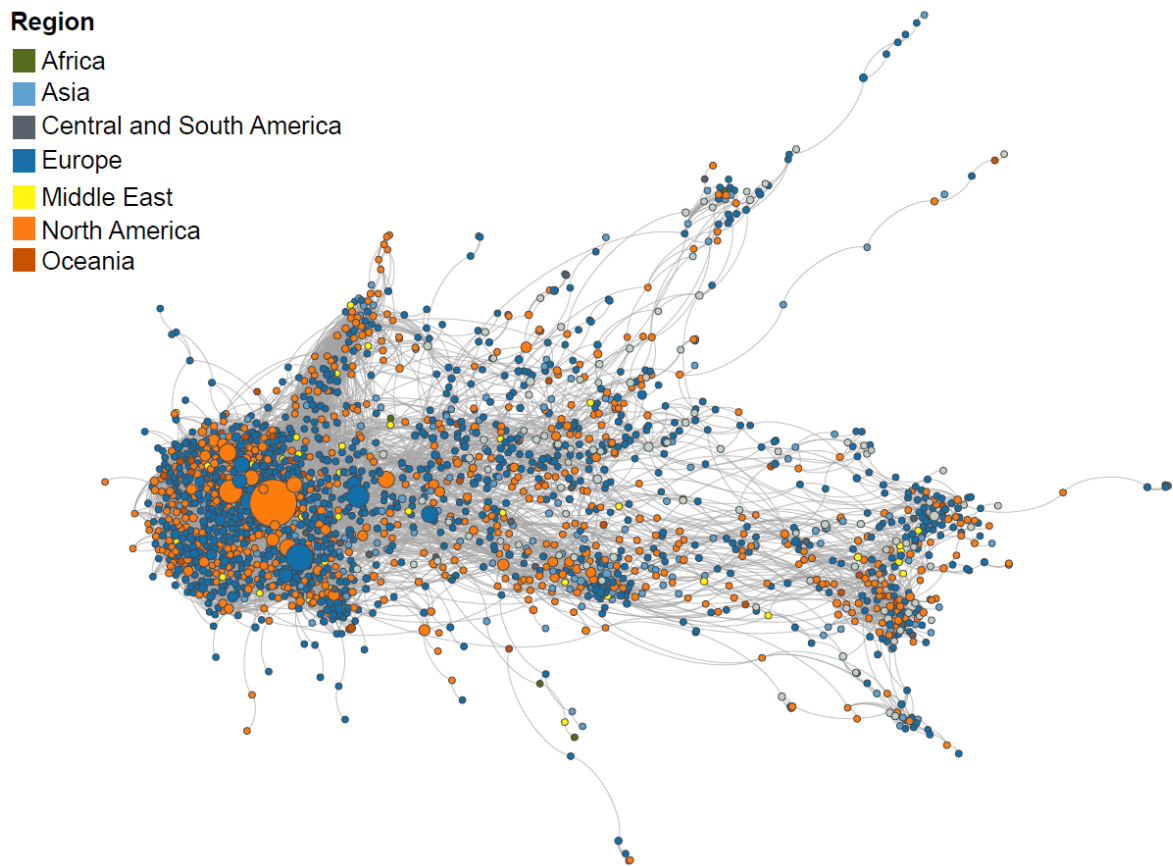 Region
Africa
Asia
Central and South America
Europe
Middle East
North America
Oceania